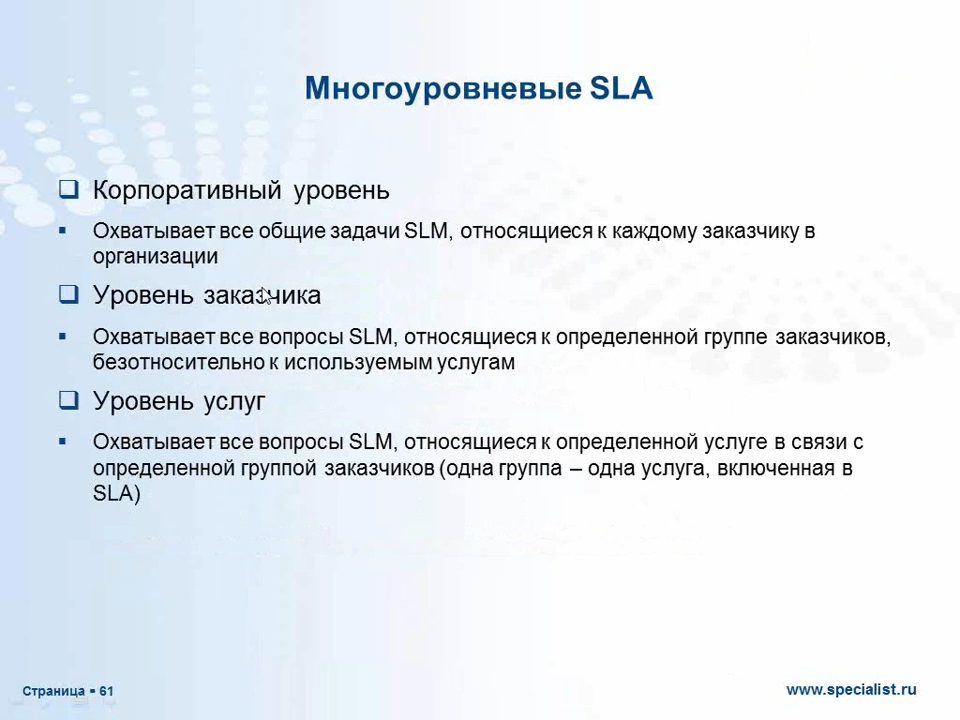 Многоуровневые SLA
❑ Корпоративный уровень
▪ Охватывает все общие задачи SLM, относящиеся к каждому заказчику в
организации
❑ Уровень заказчика
▪ Охватывает все вопросы SLM, относящиеся к определенной группе заказчиков,
безотносительно к используемым услугам
❑ Уровень услуг
▪ Охватывает все вопросы SLM, относящиеся к определенной услуге в связи с
определенной группой заказчиков (одна группа – одна услуга, включенная в
SLA)
Страница ▪ 61
www.specialist.ru